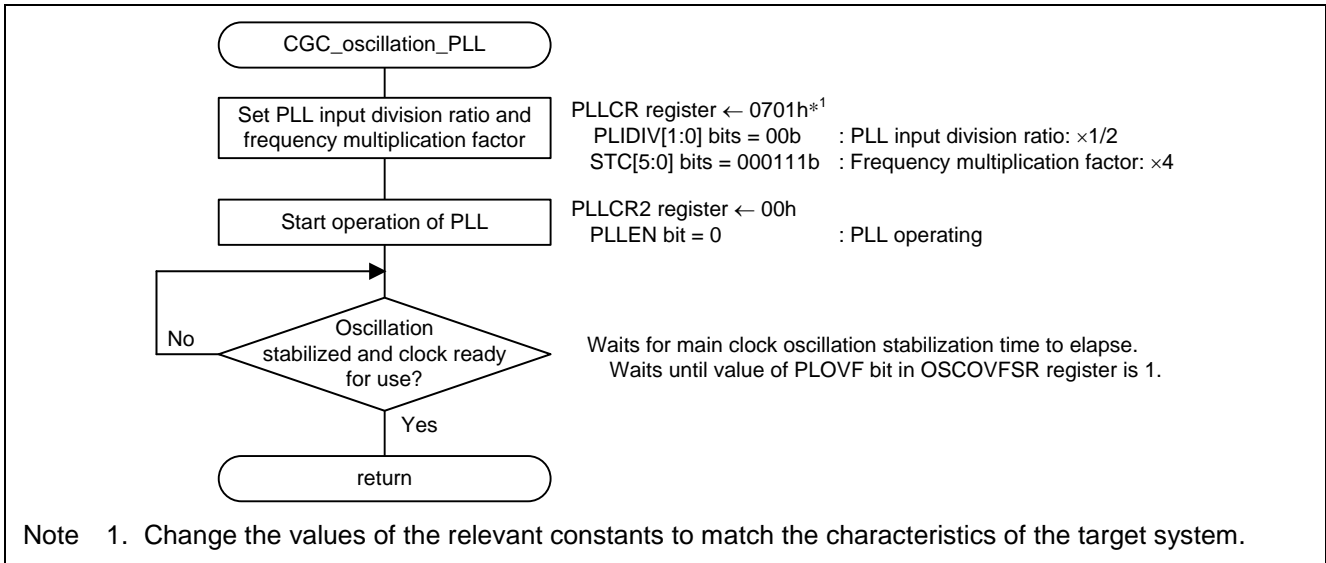 CGC_oscillation_PLL
Set PLL input division ratio and
frequency multiplication factor
PLLCR register ← 0701h*1
PLIDIV[1:0] bits = 00b : PLL input division ratio: ×1/2
STC[5:0] bits = 000111b : Frequency multiplication factor: ×4
Start operation of PLL
PLLCR2 register ← 00h
PLLEN bit = 0 : PLL operating
No
Oscillation
stabilized and clock ready
for use?
Waits for main clock oscillation stabilization time to elapse.
Waits until value of PLOVF bit in OSCOVFSR register is 1.
Yes
return
Note 1. Change the values of the relevant constants to match the characteristics of the target system.